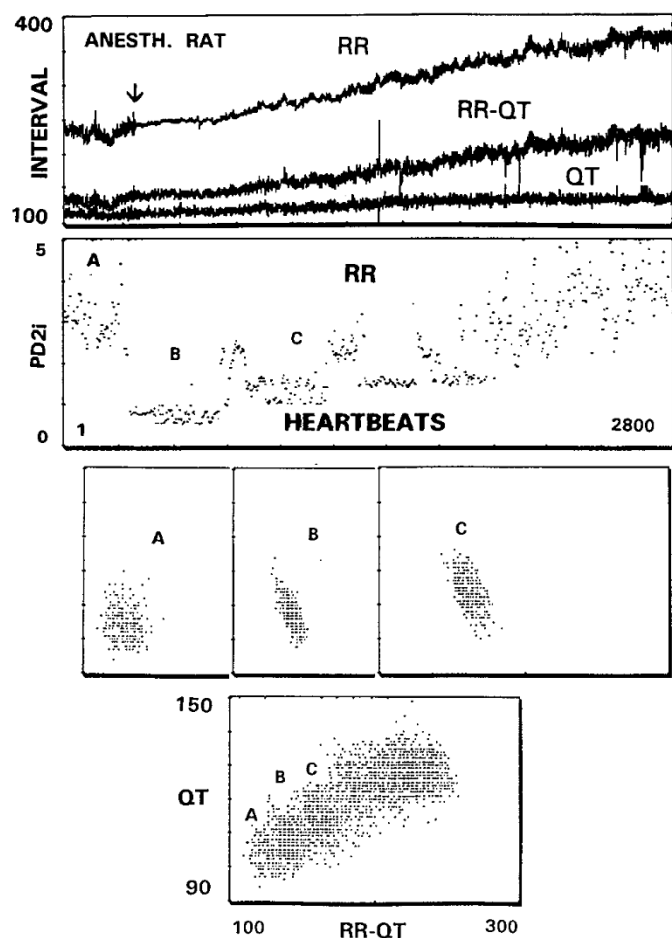 400
ANESTH. RAT
RR
RR-QT
QT
INTERVAL
100
5
A
RR
PD2i
B
C
0
1
HEARTBEATS
2800
A
B
C
150
QT
A
B
C
90
100
RR-QT
300